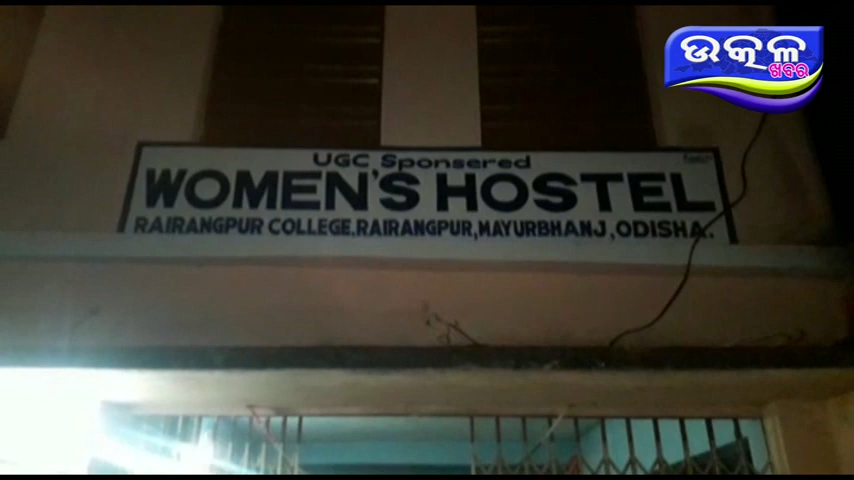 ଉତ୍କଳ
ଖବର
UGC Sponsered
WOMEN'S HOSTEL
RAIRANGPUR COLLEGE,RAIRANGPUR,MAYURBHANJ,ODISHA.